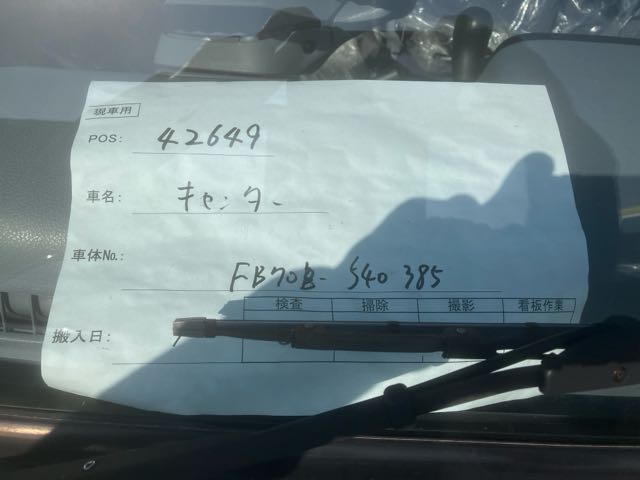 現車用
POS: 42649
車名: キャンター
車体No.: FB70B-540385
検査 掃除 撮影 看板作業
搬入日: